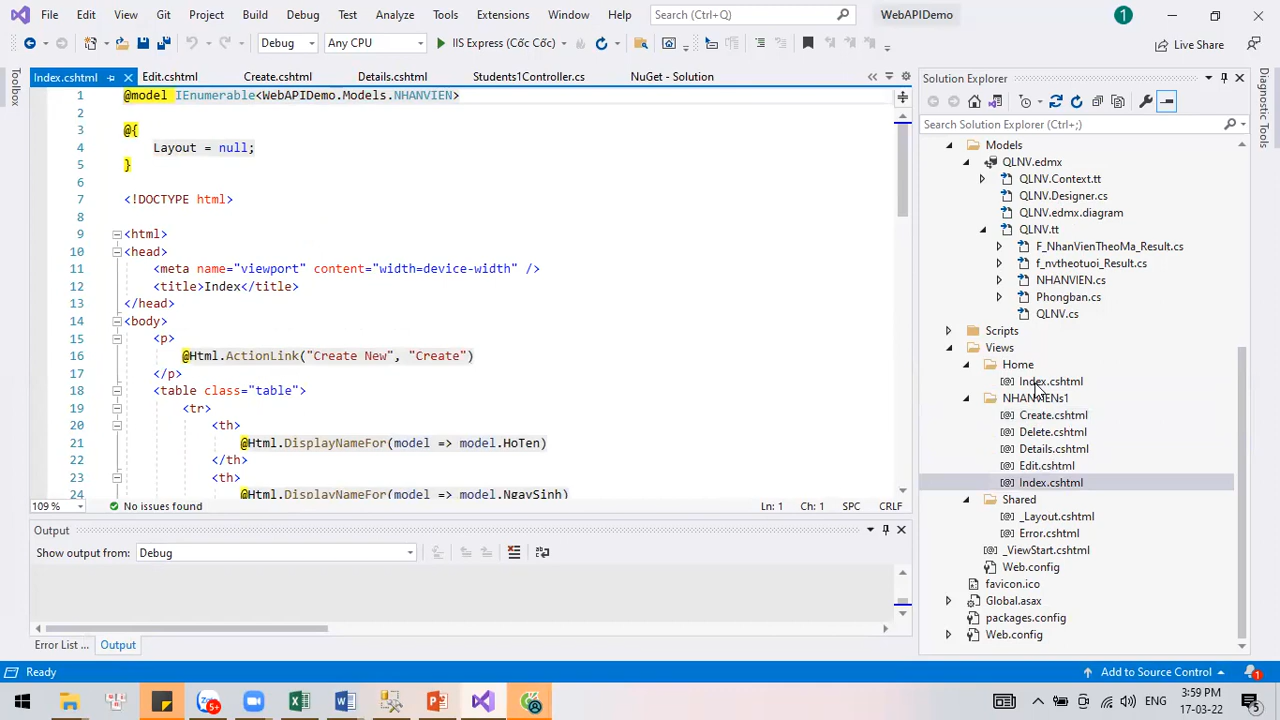 File Edit View Git Project Build Debug Test Analyze Tools Extensions Window Help Search (Ctrl+Q) WebAPIDemo 1
Debug Any CPU IIS Express (Cốc Cốc) Live Share
Toolbox
Index.cshtml Edit.cshtml Create.cshtml Details.cshtml Students1Controller.cs NuGet - Solution
1 @model IEnumerable<WebAPIDemo.Models.NHANVIEN>
2
3 @{
4 Layout = null;
5 }
6
7 <!DOCTYPE html>
8
9 <html>
10 <head>
11 <meta name="viewport" content="width=device-width" />
12 <title>Index</title>
13 </head>
14 <body>
15 <p>
16 @Html.ActionLink("Create New", "Create")
17 </p>
18 <table class="table">
19 <tr>
20 <th>
21 @Html.DisplayNameFor(model => model.HoTen)
22 </th>
23 <th>
24 @Html.DisplayNameFor(model => model.NgaySinh)
109 % No issues found Ln: 1 Ch: 1 SPC CRLF
Output
Show output from: Debug
Error List ... Output
Solution Explorer
Search Solution Explorer (Ctrl+;)
Models
QLNV.edmx
QLNV.Context.tt
QLNV.Designer.cs
QLNV.edmx.diagram
QLNV.tt
F_NhanVienTheoMa_Result.cs
f_nvtheotuoi_Result.cs
NHANVIEN.cs
Phongban.cs
QLNV.cs
Scripts
Views
Home
Index.cshtml
NHANVIENs1
Create.cshtml
Delete.cshtml
Details.cshtml
Edit.cshtml
Index.cshtml
Shared
_Layout.cshtml
Error.cshtml
_ViewStart.cshtml
Web.config
favicon.ico
Global.asax
packages.config
Web.config
Diagnostic Tools
Ready Add to Source Control 1
5+ ENG 3:59 PM
17-03-22 5